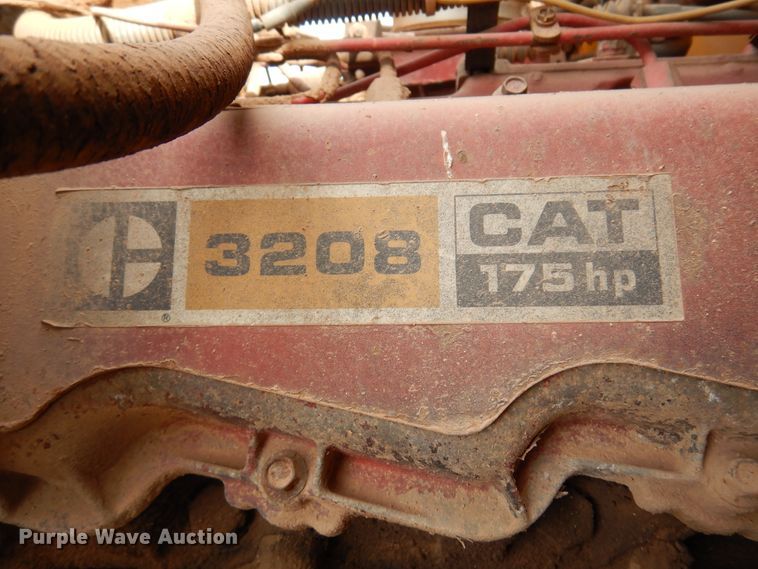 3208
CAT
175 hp
®
Purple Wave Auction